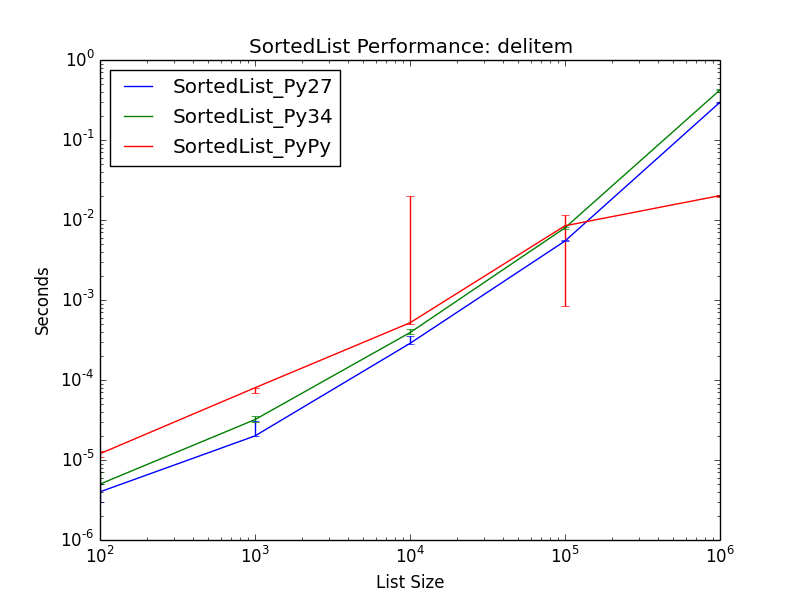 SortedList Performance: delitem
10^0
SortedList_Py27
SortedList_Py34
SortedList_PyPy
10^-1
10^-2
10^-3
10^-4
10^-5
10^-6
Seconds
10^2
10^3
10^4
10^5
10^6
List Size